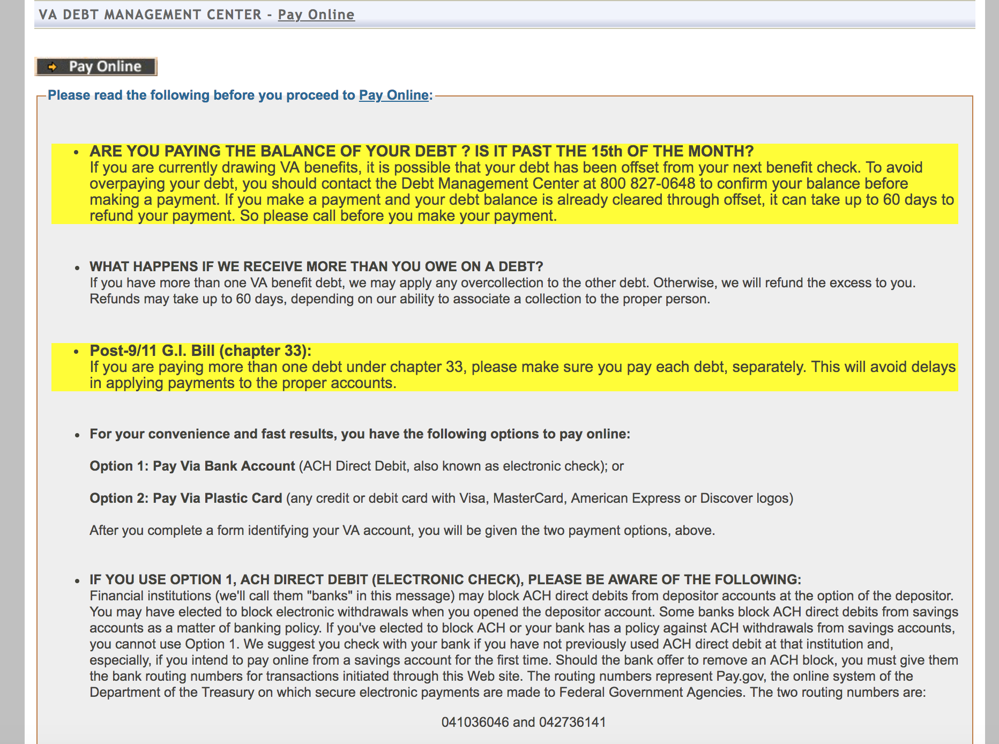 VA DEBT MANAGEMENT CENTER - Pay Online
Pay Online
Please read the following before you proceed to Pay Online:
• ARE YOU PAYING THE BALANCE OF YOUR DEBT ? IS IT PAST THE 15th OF THE MONTH?
If you are currently drawing VA benefits, it is possible that your debt has been offset from your next benefit check. To avoid
overpaying your debt, you should contact the Debt Management Center at 800 827-0648 to confirm your balance before
making a payment. If you make a payment and your debt balance is already cleared through offset, it can take up to 60 days to
refund your payment. So please call before you make your payment.
• WHAT HAPPENS IF WE RECEIVE MORE THAN YOU OWE ON A DEBT?
If you have more than one VA benefit debt, we may apply any overcollection to the other debt. Otherwise, we will refund the excess to you.
Refunds may take up to 60 days, depending on our ability to associate a collection to the proper person.
• Post-9/11 G.I. Bill (chapter 33):
If you are paying more than one debt under chapter 33, please make sure you pay each debt, separately. This will avoid delays
in applying payments to the proper accounts.
• For your convenience and fast results, you have the following options to pay online:
Option 1: Pay Via Bank Account (ACH Direct Debit, also known as electronic check); or
Option 2: Pay Via Plastic Card (any credit or debit card with Visa, MasterCard, American Express or Discover logos)
After you complete a form identifying your VA account, you will be given the two payment options, above.
• IF YOU USE OPTION 1, ACH DIRECT DEBIT (ELECTRONIC CHECK), PLEASE BE AWARE OF THE FOLLOWING:
Financial institutions (we'll call them "banks" in this message) may block ACH direct debits from depositor accounts at the option of the depositor.
You may have elected to block electronic withdrawals when you opened the depositor account. Some banks block ACH direct debits from savings
accounts as a matter of banking policy. If you've elected to block ACH or your bank has a policy against ACH withdrawals from savings accounts,
you cannot use Option 1. We suggest you check with your bank if you have not previously used ACH direct debit at that institution and,
especially, if you intend to pay online from a savings account for the first time. Should the bank offer to remove an ACH block, you must give them
the bank routing numbers for transactions initiated through this Web site. The routing numbers represent Pay.gov, the online system of the
Department of the Treasury on which secure electronic payments are made to Federal Government Agencies. The two routing numbers are:
041036046 and 042736141